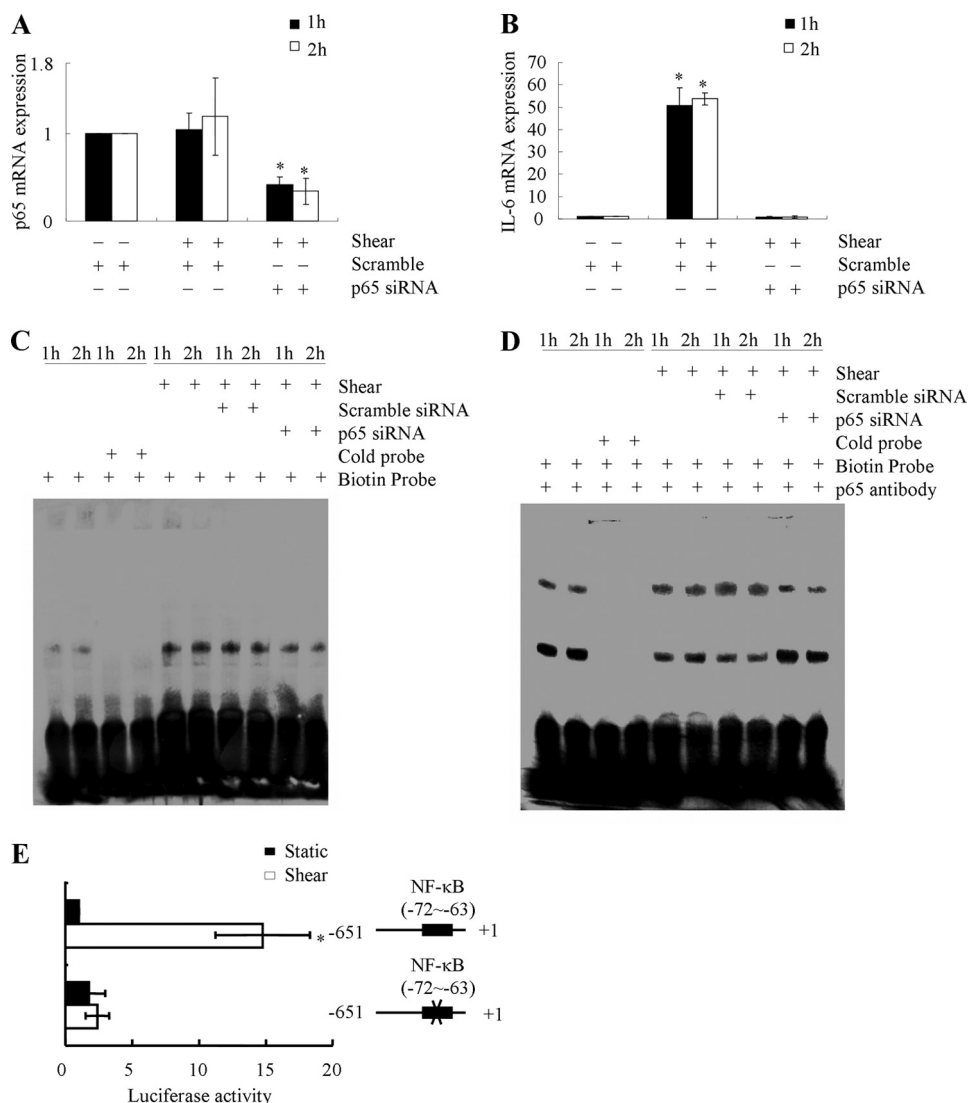 A
1h
2h
p65 mRNA expression
1.8
1
0
* *
– – + + + + Shear
+ + + + – – Scramble
– – – – + + p65 siRNA
B
1h
2h
IL-6 mRNA expression
70
60
50
40
30
20
10
0
* *
– – + + + + Shear
+ + + + – – Scramble
– – – – + + p65 siRNA
C
1h 2h 1h 2h 1h 2h 1h 2h 1h 2h
+ + + + + + Shear
+ + Scramble siRNA
+ + p65 siRNA
+ + Cold probe
+ + + + + + + + + + Biotin Probe
D
1h 2h 1h 2h 1h 2h 1h 2h 1h 2h
+ + + + + + Shear
+ + Scramble siRNA
+ + p65 siRNA
+ + Cold probe
+ + + + + + + + + + Biotin Probe
+ + + + + + + + + + p65 antibody
E
Static
Shear
NF-κB
(-72~-63)
* -651 +1
NF-κB
(-72~-63)
-651 +1
0 5 10 15 20
Luciferase activity